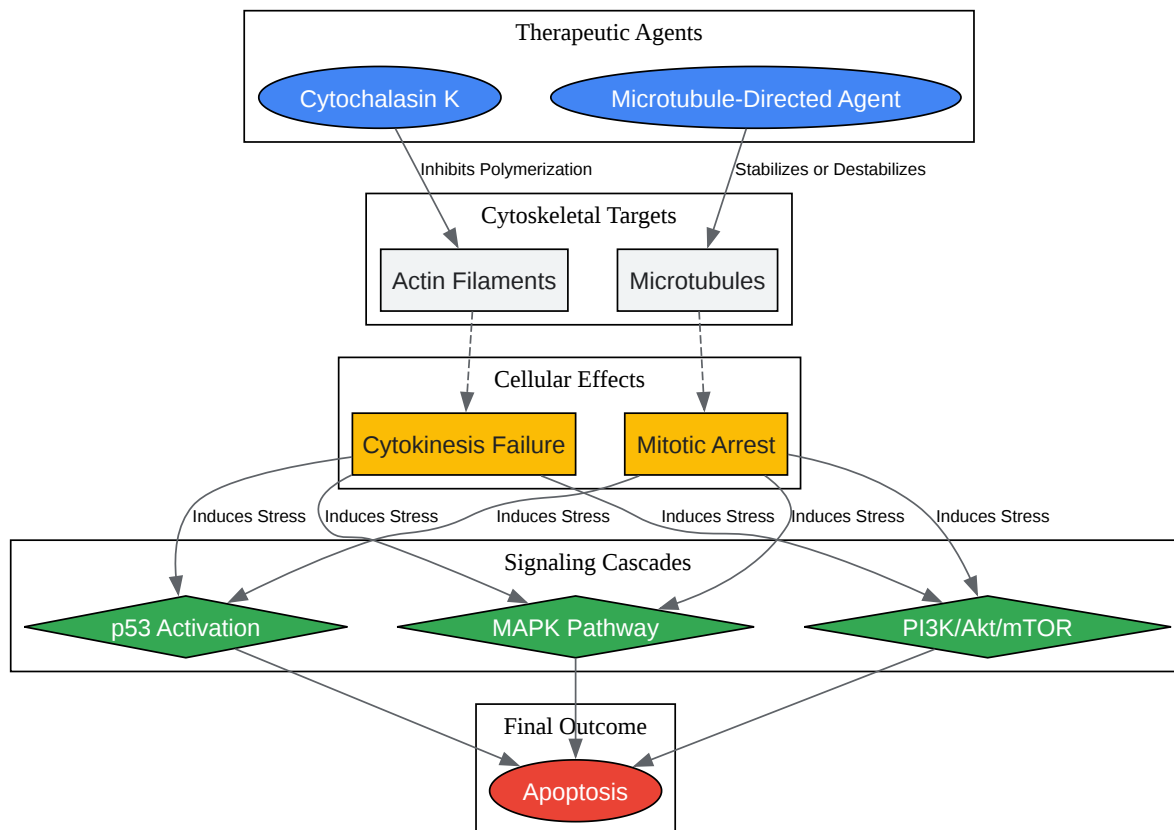 Therapeutic Agents
Cytochalasin K
Microtubule-Directed Agent
Inhibits Polymerization
Stabilizes or Destabilizes
Cytoskeletal Targets
Actin Filaments
Microtubules
Cellular Effects
Cytokinesis Failure
Mitotic Arrest
Induces Stress
Induces Stress
Induces Stress
Induces Stress
Induces Stress
Induces Stress
Signaling Cascades
p53 Activation
MAPK Pathway
PI3K/Akt/mTOR
Final Outcome
Apoptosis